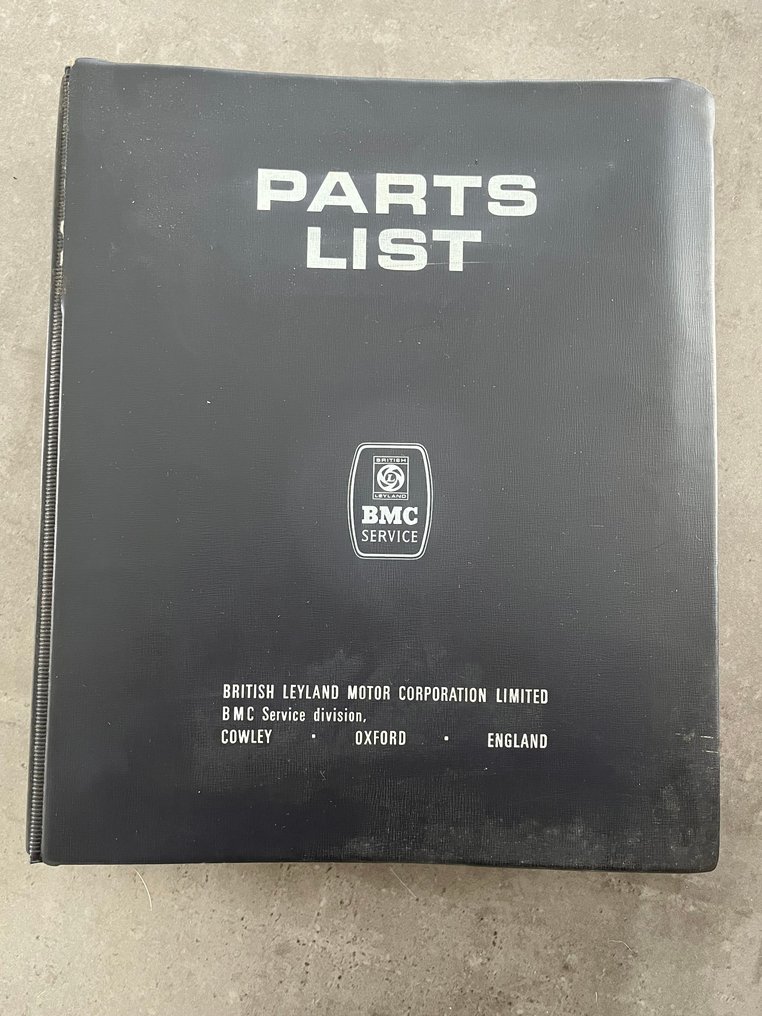 PARTS
LIST
BRITISH
L
LEYLAND
BMC
SERVICE
BRITISH LEYLAND MOTOR CORPORATION LIMITED
BMC Service division,
COWLEY · OXFORD · ENGLAND